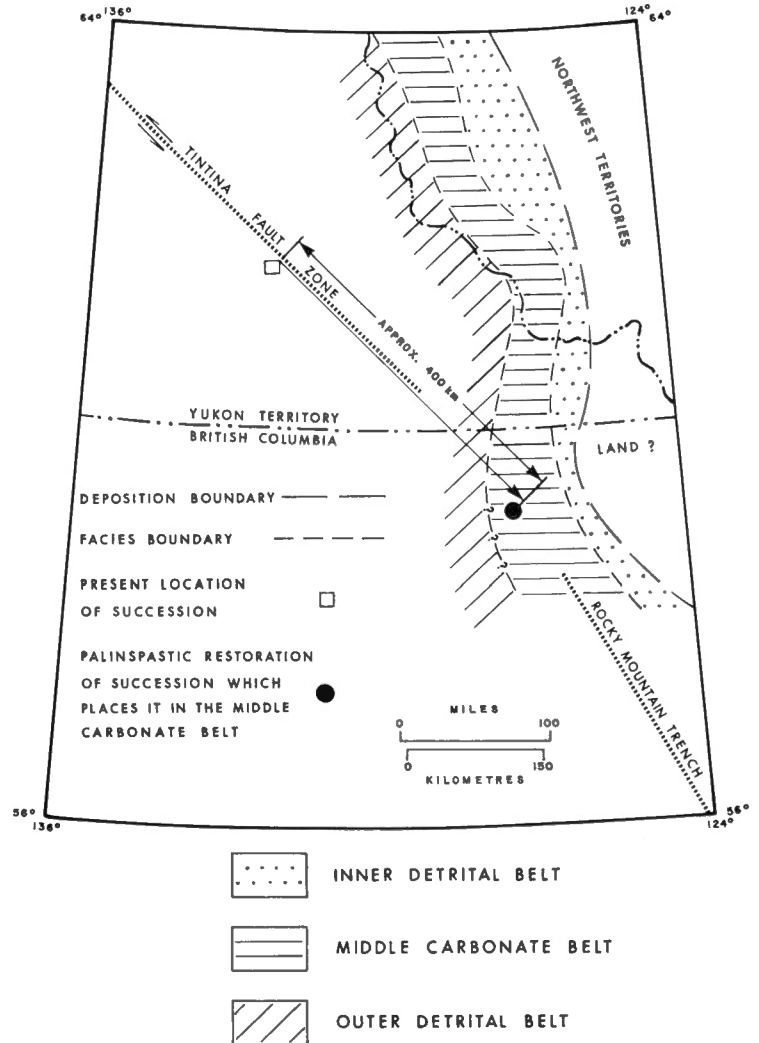 64° 136°
124° 64°
NORTHWEST TERRITORIES
TINTINA FAULT ZONE
APPROX. 400 km
YUKON TERRITORY
BRITISH COLUMBIA
LAND ?
DEPOSITION BOUNDARY
FACIES BOUNDARY
?
?
?
PRESENT LOCATION
OF SUCCESSION
ROCKY MOUNTAIN TRENCH
PALINSPASTIC RESTORATION
OF SUCCESSION WHICH
PLACES IT IN THE MIDDLE
CARBONATE BELT
MILES
0 100
0 150
KILOMETRES
56° 136°
56° 124°
INNER DETRITAL BELT
MIDDLE CARBONATE BELT
OUTER DETRITAL BELT